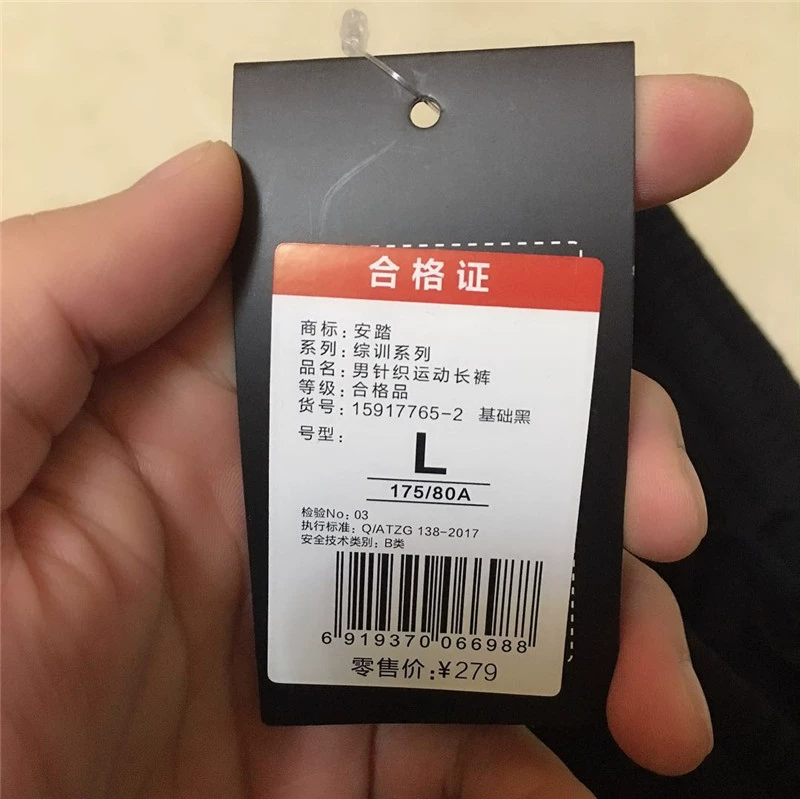 合格证
商标：安踏
系列：综训系列
品名：男针织运动长裤
等级：合格品
货号：15917765-2 基础黑
号型：
L
175/80A
检验No：03
执行标准：Q/ATZG 138-2017
安全技术类别：B类
6 919370 066988
零售价：¥279